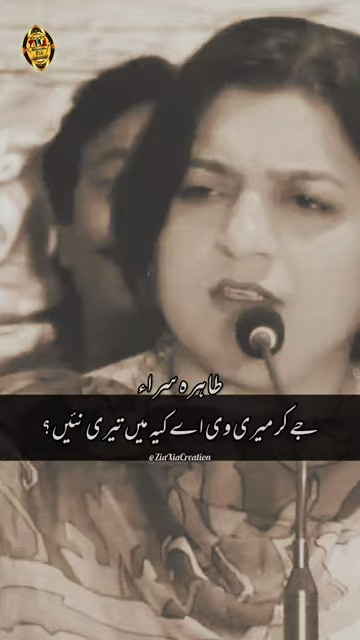 طاہرہ سراء
جے کر میری وی اے کیہ میں تیری نئیں؟
@ZiaXiaCreation